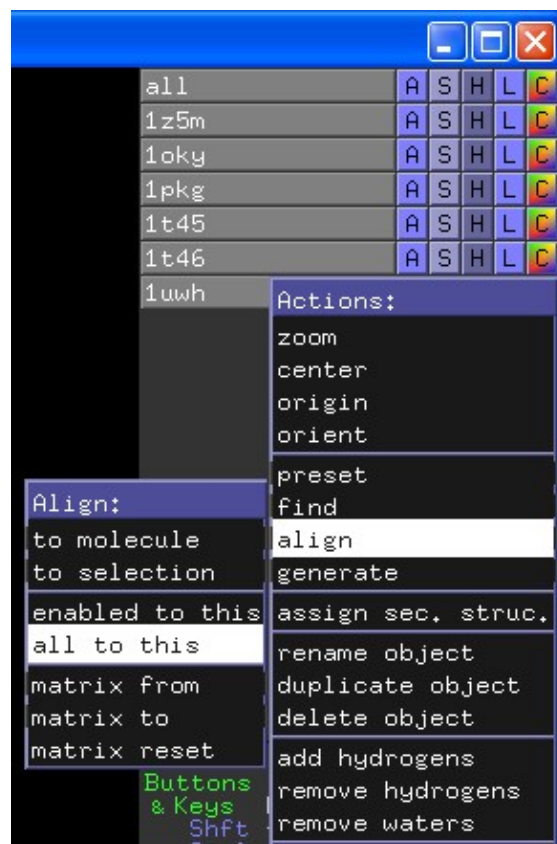 all A S H L C
1z5m A S H L C
1oky A S H L C
1pkg A S H L C
1t45 A S H L C
1t46 A S H L C
1uwh
Actions:
zoom
center
origin
orient
preset
find
align
generate
assign sec. struc.
rename object
duplicate object
delete object
add hydrogens
remove hydrogens
remove waters
Align:
to molecule
to selection
enabled to this
all to this
matrix from
matrix to
matrix reset
Buttons
& Keys
Shft